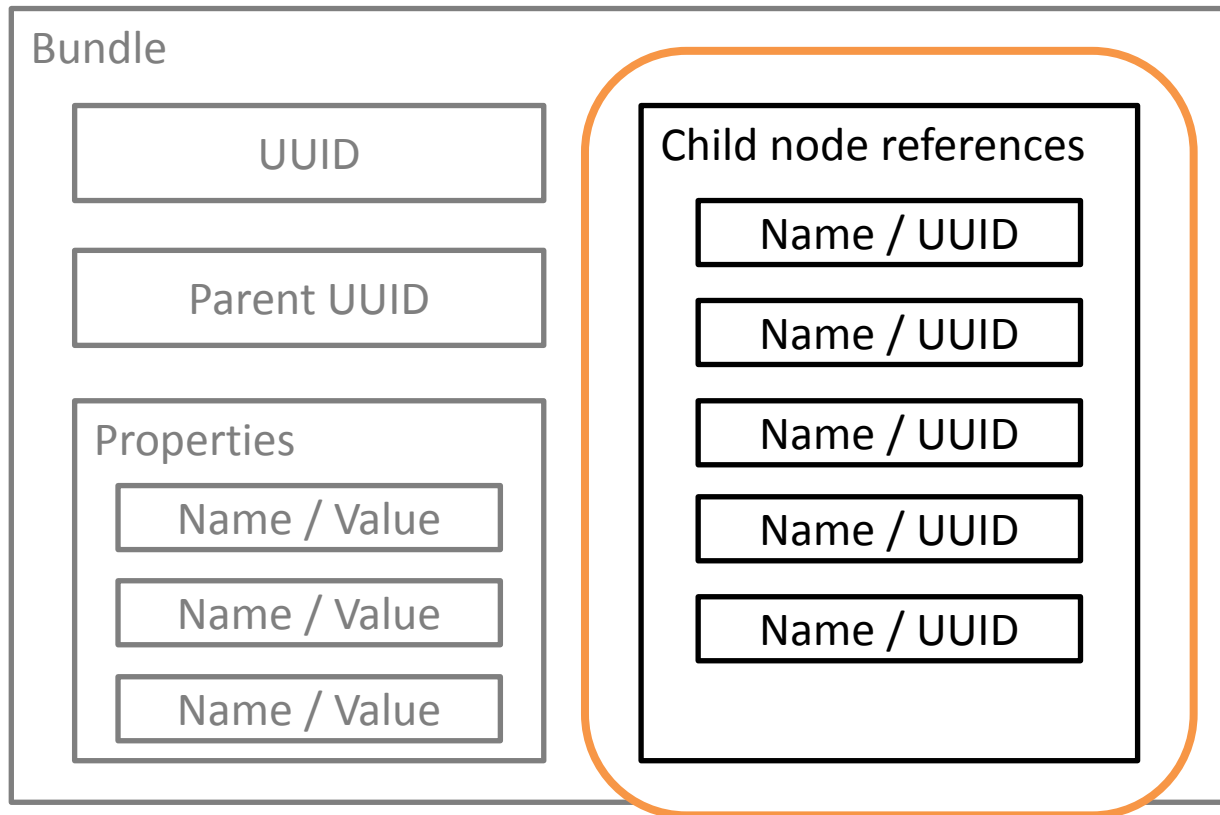 Bundle
UUID
Parent UUID
Properties
Name / Value
Name / Value
Name / Value
Child node references
Name / UUID
Name / UUID
Name / UUID
Name / UUID
Name / UUID